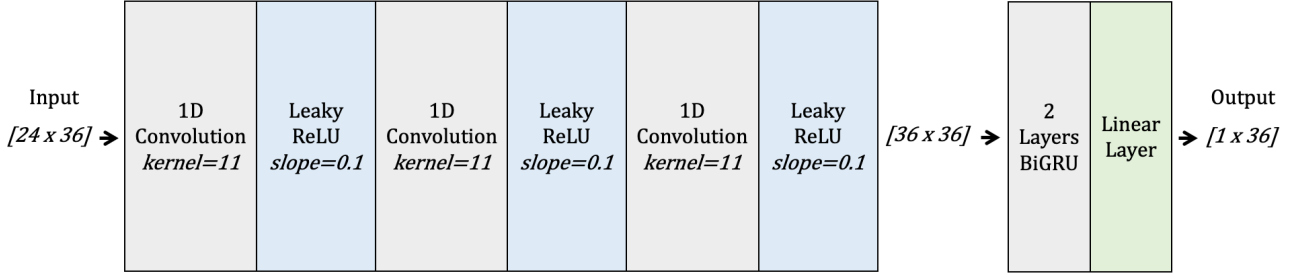 Input
[24 x 36]
1D
Convolution
kernel=11
Leaky
ReLU
slope=0.1
1D
Convolution
kernel=11
Leaky
ReLU
slope=0.1
1D
Convolution
kernel=11
Leaky
ReLU
slope=0.1
[36 x 36]
2
Layers
BiGRU
Linear
Layer
Output
[1 x 36]